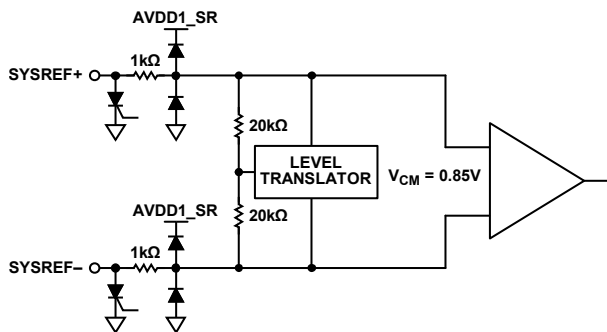 AVDD1_SR
1kΩ
SYSREF+
20kΩ
LEVEL
TRANSLATOR
VCM = 0.85V
20kΩ
AVDD1_SR
1kΩ
SYSREF–